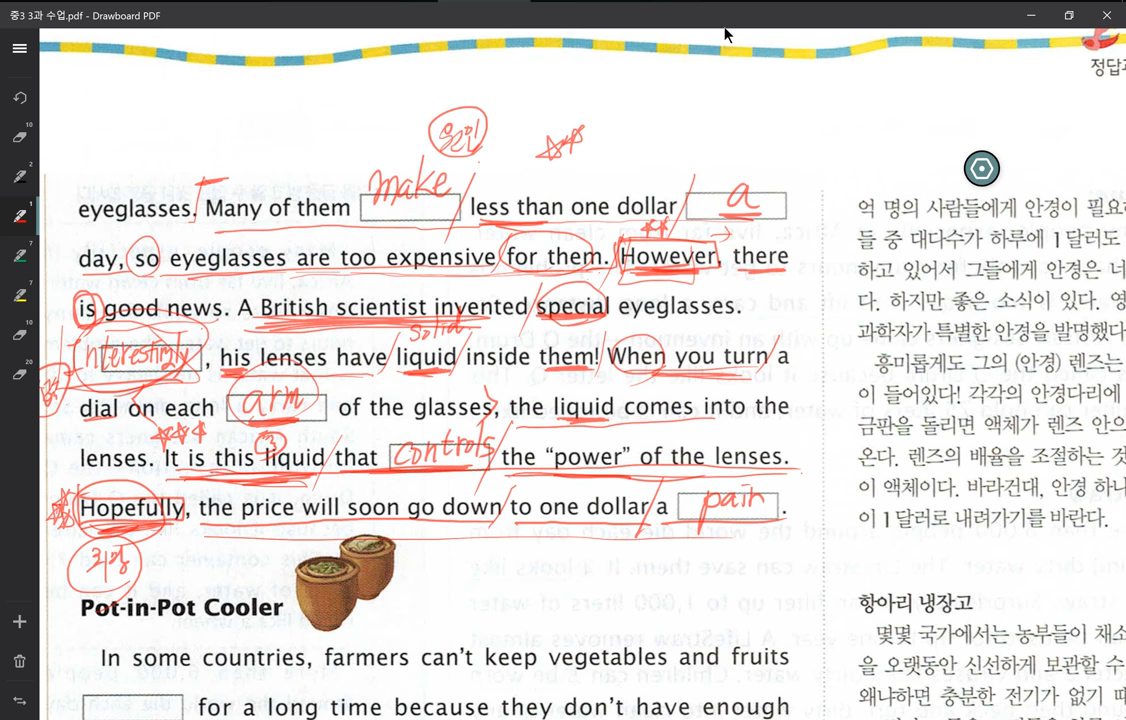 중3 3과 수업.pdf - Drawboard PDF
정답과
원인
eyeglasses. Many of them make less than one dollar a
day, so eyeglasses are too expensive for them. However, there
is good news. A British scientist invented special eyeglasses.
solid
Interestingly, his lenses have liquid inside them! When you turn a
dial on each arm of the glasses, the liquid comes into the
lenses. It is this liquid that controls the “power” of the lenses.
Hopefully, the price will soon go down to one dollar a pair.
희망
Pot-in-Pot Cooler
In some countries, farmers can’t keep vegetables and fruits
for a long time because they don’t have enough
억 명의 사람들에게 안경이 필요하
들 중 대다수가 하루에 1달러도
하고 있어서 그들에게 안경은 너
다. 하지만 좋은 소식이 있다. 영
과학자가 특별한 안경을 발명했다
흥미롭게도 그의 (안경) 렌즈는
이 들어있다! 각각의 안경다리에
금판을 돌리면 액체가 렌즈 안으
온다. 렌즈의 배율을 조절하는 것
이 액체이다. 바라건대, 안경 하나
이 1달러로 내려가기를 바란다.
항아리 냉장고
몇몇 국가에서는 농부들이 채소
을 오랫동안 신선하게 보관할 수
왜냐하면 충분한 전기가 없기 때